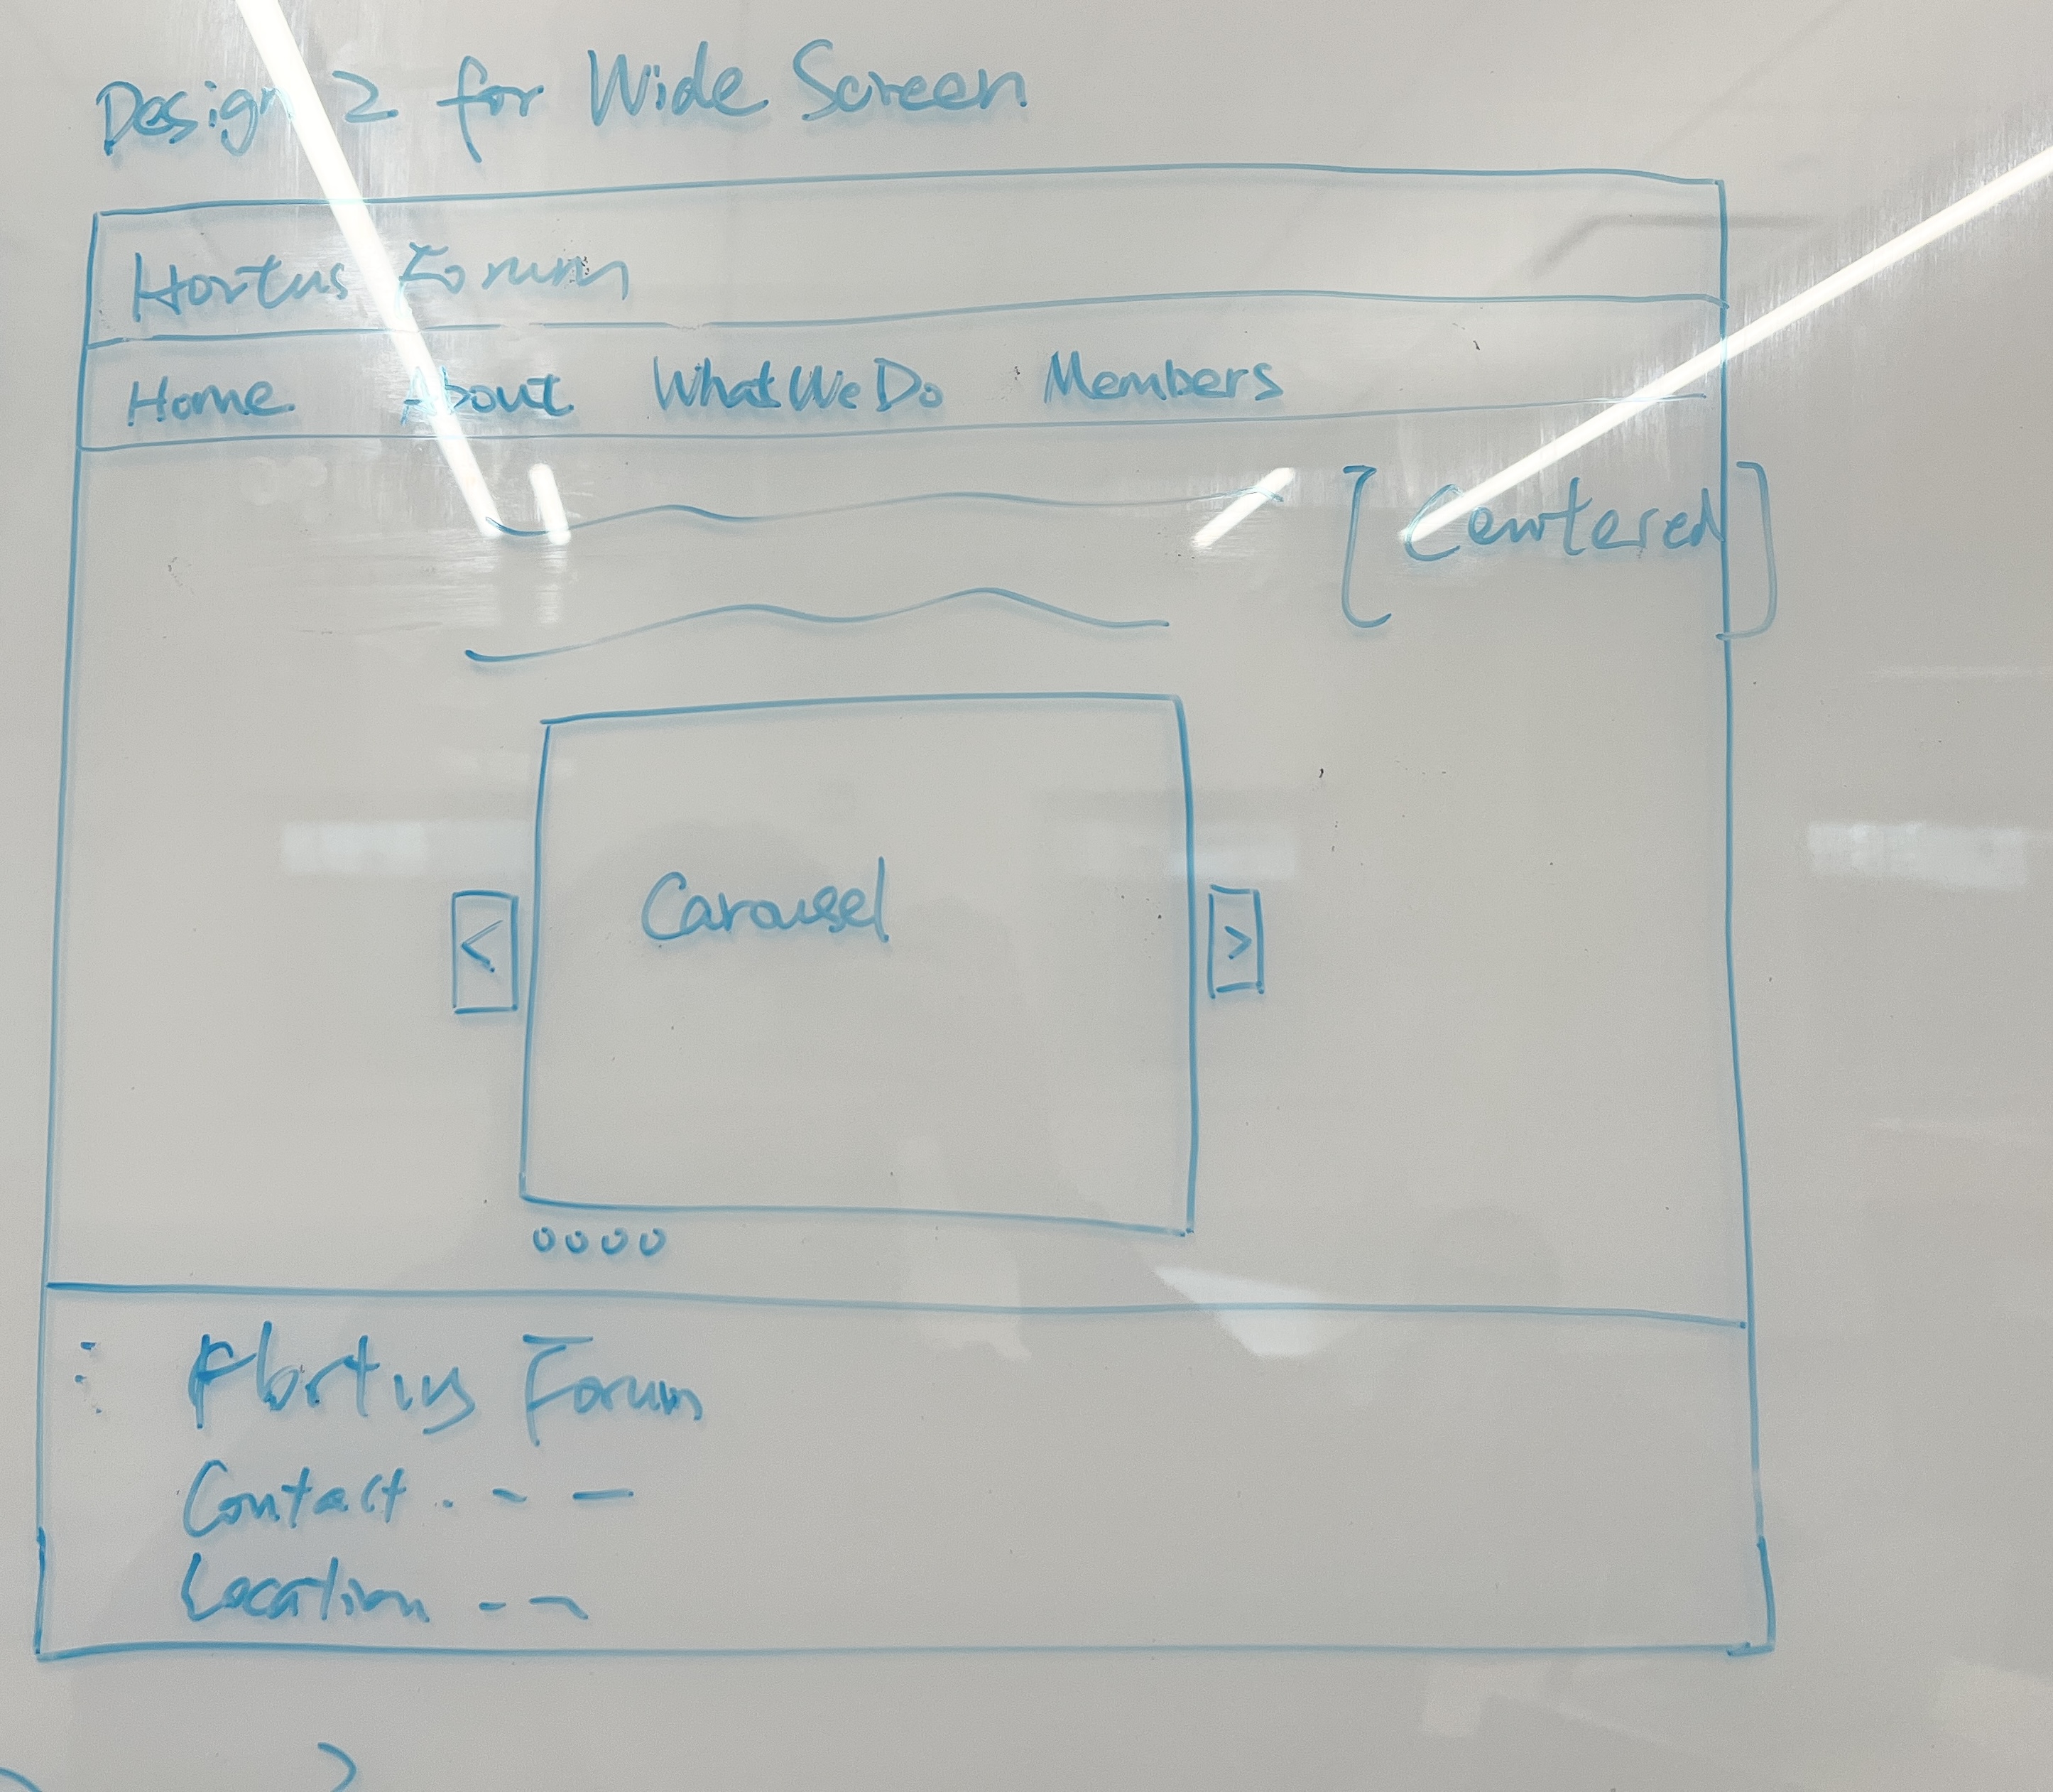 Design 2 for Wide Screen
Hortus Forum
Home About What We Do Members
[Centered]
Carousel
<
>
Hortus Forum
Contact . - -
Location - -